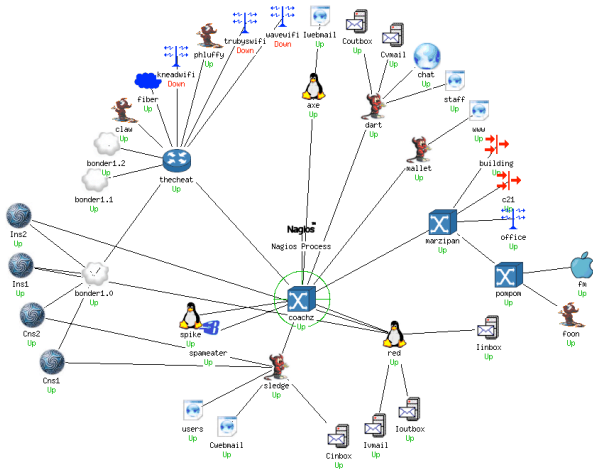 trubyswifi
Down
wavewifi
Down
Iwebmail
Up
Coutbox
Up
Cvmail
Up
phluffy
Up
kneadwifi
Down
chat
Up
fiber
Up
axe
Up
staff
Up
claw
Up
dart
Up
www
Up
bonder1.2
Up
thecheat
Up
mallet
Up
building
Up
bonder1.1
Up
c21
Up
Ins2
Up
Nagios™
Nagios Process
marzipan
Up
office
Up
Ins1
Up
bonder1.0
Up
pompom
Up
fm
Up
coachz
Up
Cns2
Up
spike
Up
foon
Up
spameater
Up
red
Up
Iinbox
Up
Cns1
Up
sledge
Up
users
Up
Cwebmail
Up
Ioutbox
Up
Ivmail
Up
Cinbox
Up